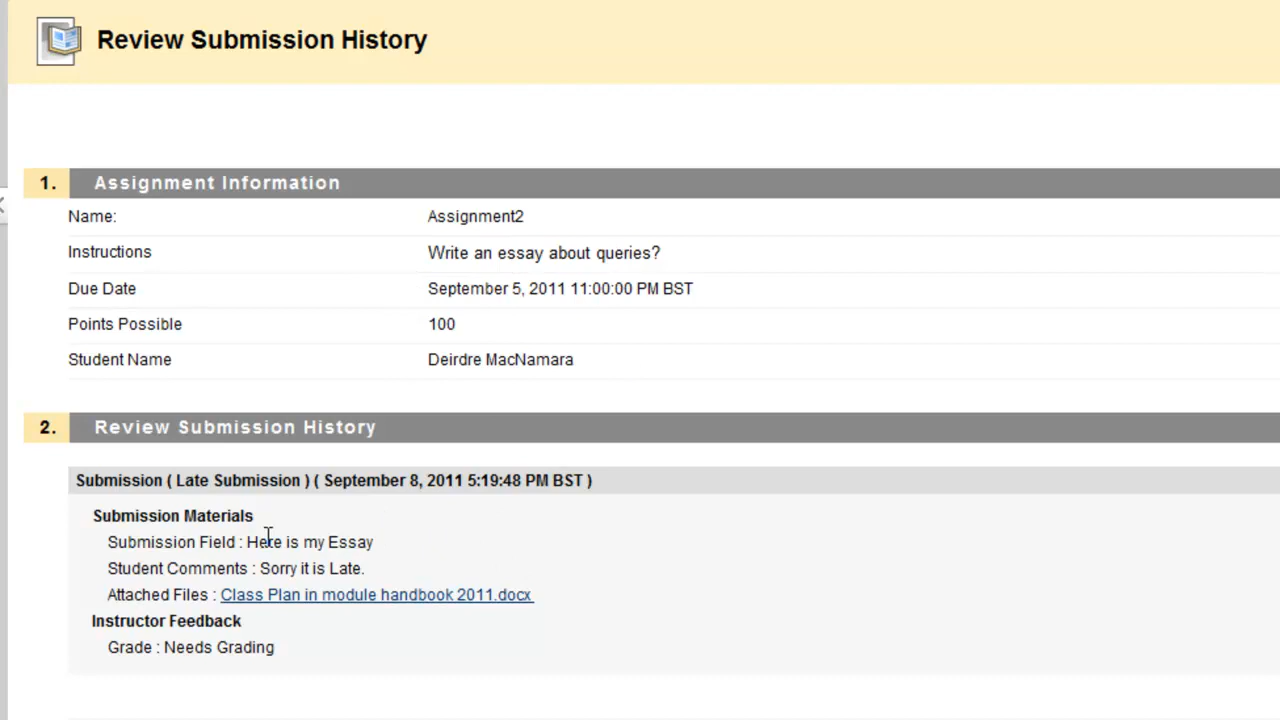 Review Submission History
1. Assignment Information
Name: Assignment2
Instructions Write an essay about queries?
Due Date September 5, 2011 11:00:00 PM BST
Points Possible 100
Student Name Deirdre MacNamara
2. Review Submission History
Submission ( Late Submission ) ( September 8, 2011 5:19:48 PM BST )
Submission Materials
Submission Field : Here is my Essay
Student Comments : Sorry it is Late.
Attached Files : Class Plan in module handbook 2011.docx
Instructor Feedback
Grade : Needs Grading